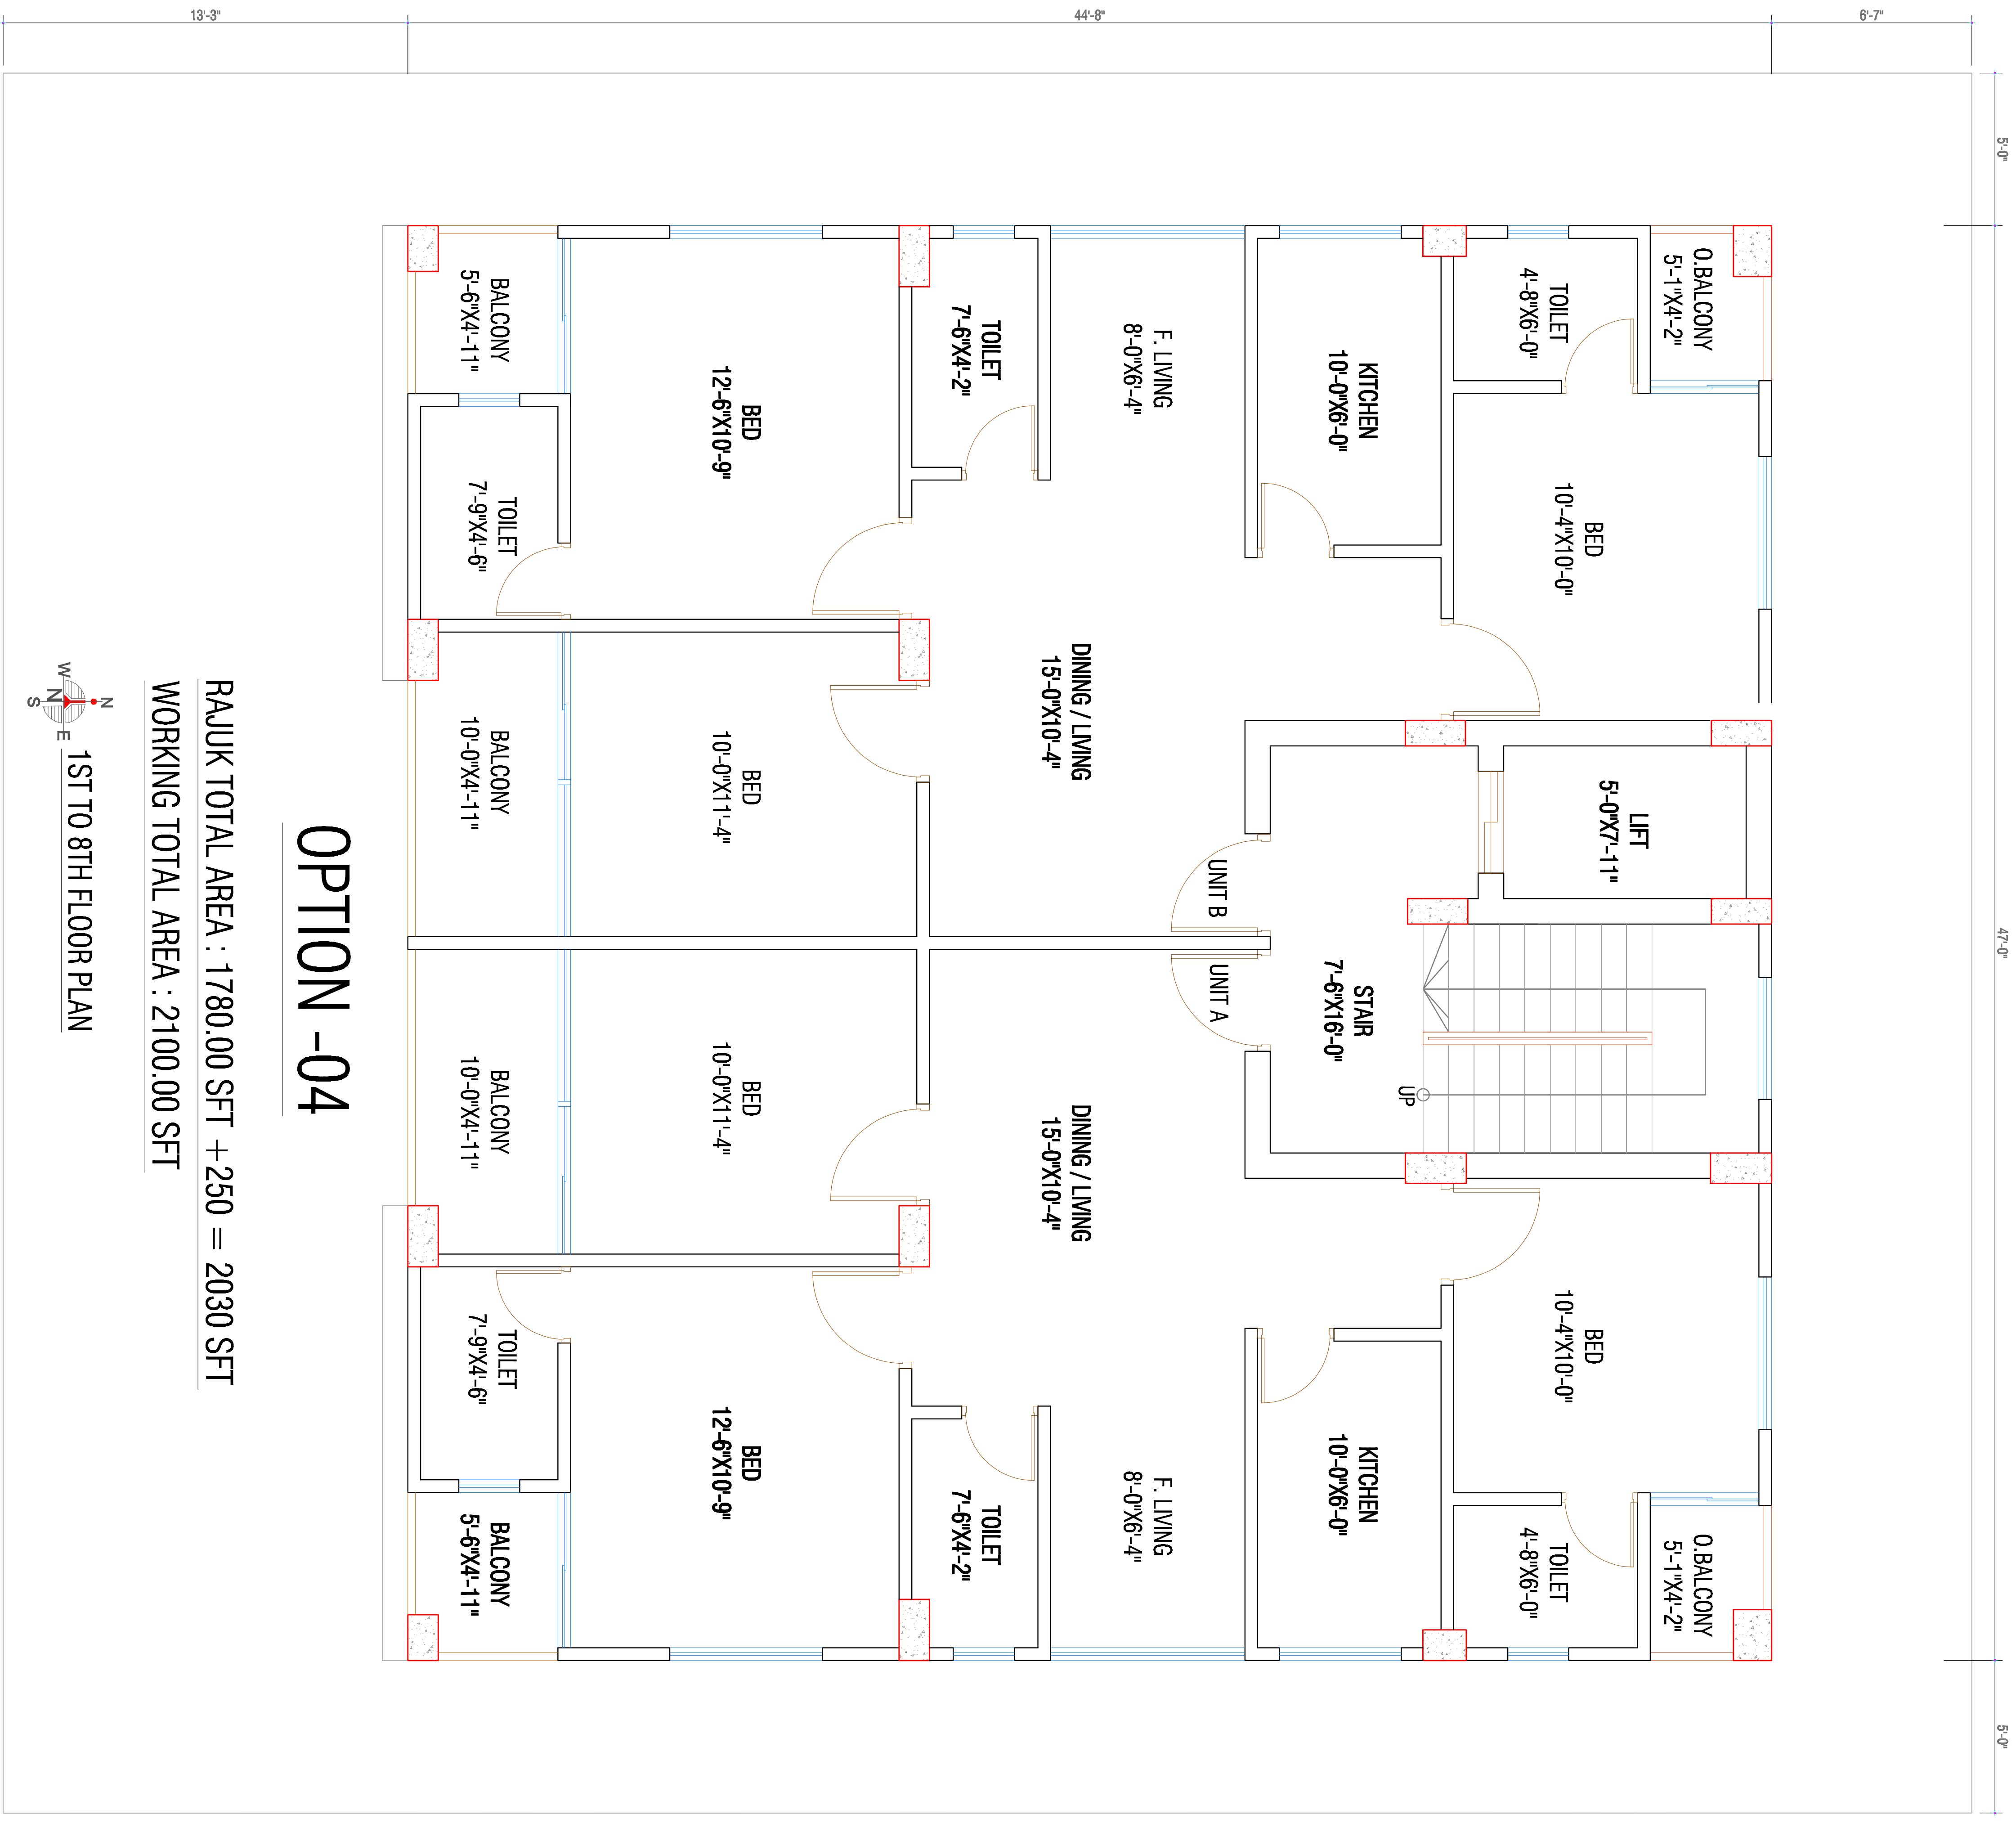 5'-0"
47'-0"
5'-0"
6'-7"
44'-8"
13'-3"
O.BALCONY
5'-1"X4'-2"
O.BALCONY
5'-1"X4'-2"
LIFT
5'-0"X7'-11"
BED
10'-4"X10'-0"
BED
10'-4"X10'-0"
TOILET
4'-8"X6'-0"
TOILET
4'-8"X6'-0"
UP
KITCHEN
10'-0"X6'-0"
STAIR
7'-6"X16'-0"
KITCHEN
10'-0"X6'-0"
UNIT B
UNIT A
F. LIVING
8'-0"X6'-4"
F. LIVING
8'-0"X6'-4"
DINING / LIVING
15'-0"X10'-4"
DINING / LIVING
15'-0"X10'-4"
TOILET
7'-6"X4'-2"
TOILET
7'-6"X4'-2"
BED
12'-6"X10'-9"
BED
10'-0"X11'-4"
BED
10'-0"X11'-4"
BED
12'-6"X10'-9"
BALCONY
5'-6"X4'-11"
TOILET
7'-9"X4'-6"
BALCONY
10'-0"X4'-11"
BALCONY
10'-0"X4'-11"
TOILET
7'-9"X4'-6"
BALCONY
5'-6"X4'-11"
OPTION -04
RAJUK TOTAL AREA : 1780.00 SFT +250 = 2030 SFT
WORKING TOTAL AREA : 2100.00 SFT
1ST TO 8TH FLOOR PLAN
N
W
N
E
S